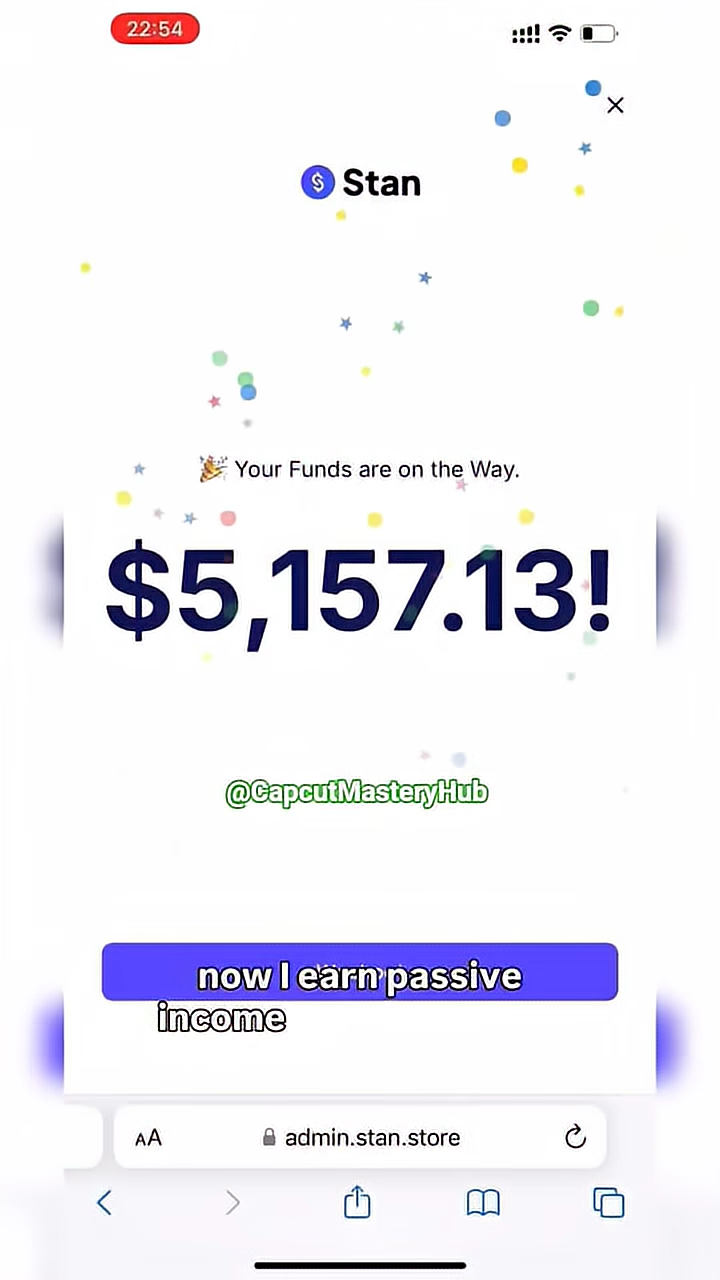 22:54
Stan
🎉 Your Funds are on the Way.
$5,157.13!
@CapcutMasteryHub
now I earn passive
income
AA admin.stan.store